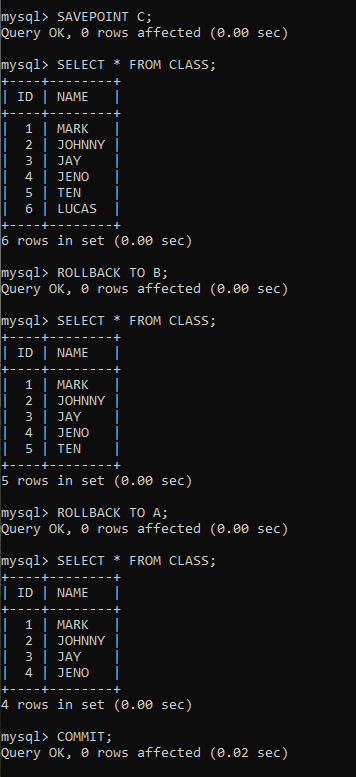 mysql> SAVEPOINT C;
Query OK, 0 rows affected (0.00 sec)
mysql> SELECT * FROM CLASS;
+----+--------+
| ID | NAME   |
+----+--------+
|  1 | MARK   |
|  2 | JOHNNY |
|  3 | JAY    |
|  4 | JENO   |
|  5 | TEN    |
|  6 | LUCAS  |
+----+--------+
6 rows in set (0.00 sec)
mysql> ROLLBACK TO B;
Query OK, 0 rows affected (0.00 sec)
mysql> SELECT * FROM CLASS;
+----+--------+
| ID | NAME   |
+----+--------+
|  1 | MARK   |
|  2 | JOHNNY |
|  3 | JAY    |
|  4 | JENO   |
|  5 | TEN    |
+----+--------+
5 rows in set (0.00 sec)
mysql> ROLLBACK TO A;
Query OK, 0 rows affected (0.00 sec)
mysql> SELECT * FROM CLASS;
+----+--------+
| ID | NAME   |
+----+--------+
|  1 | MARK   |
|  2 | JOHNNY |
|  3 | JAY    |
|  4 | JENO   |
+----+--------+
4 rows in set (0.00 sec)
mysql> COMMIT;
Query OK, 0 rows affected (0.02 sec)